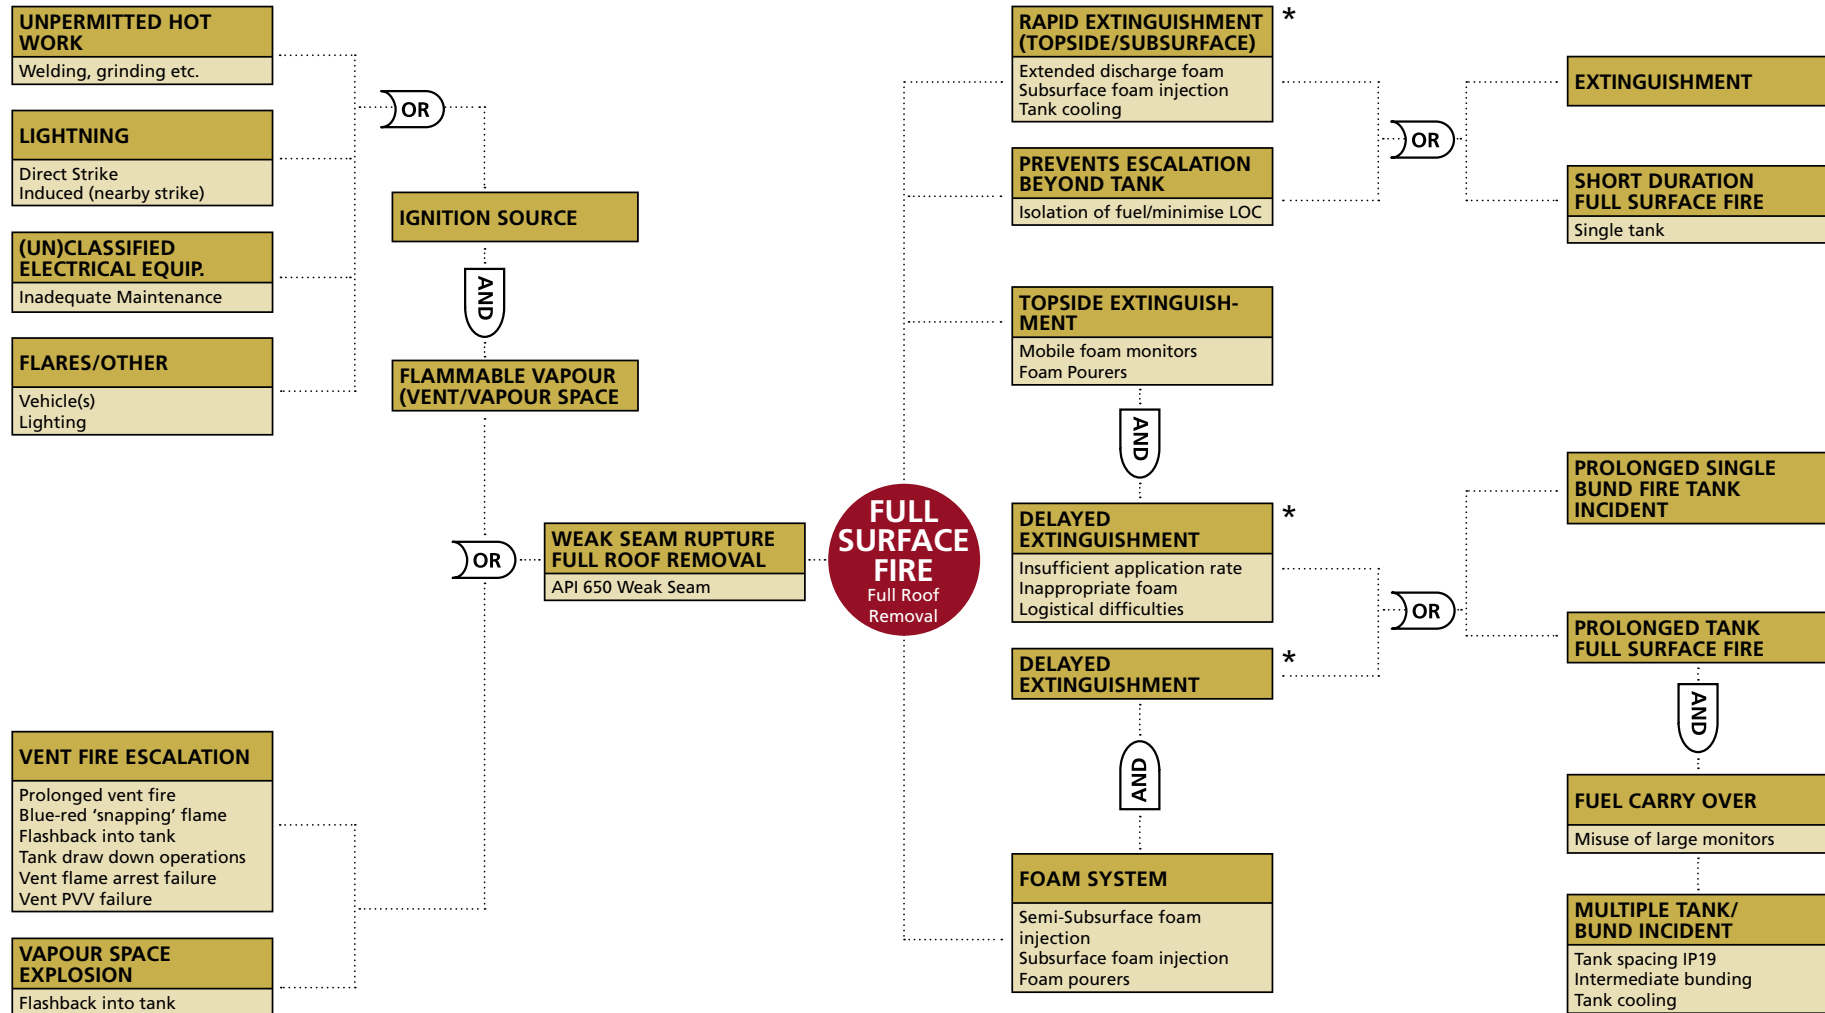 UNPERMITTED HOT
WORK
Welding, grinding etc.
LIGHTNING
Direct Strike
Induced (nearby strike)
(UN)CLASSIFIED
ELECTRICAL EQUIP.
Inadequate Maintenance
FLARES/OTHER
Vehicle(s)
Lighting
VENT FIRE ESCALATION
Prolonged vent fire
Blue-red ‘snapping’ flame
Flashback into tank
Tank draw down operations
Vent flame arrest failure
Vent PVV failure
VAPOUR SPACE
EXPLOSION
Flashback into tank
OR
IGNITION SOURCE
AND
FLAMMABLE VAPOUR
(VENT/VAPOUR SPACE
OR
WEAK SEAM RUPTURE
FULL ROOF REMOVAL
API 650 Weak Seam
FULL
SURFACE
FIRE
Full Roof
Removal
RAPID EXTINGUISHMENT *
(TOPSIDE/SUBSURFACE)
Extended discharge foam
Subsurface foam injection
Tank cooling
PREVENTS ESCALATION
BEYOND TANK
Isolation of fuel/minimise LOC
TOPSIDE EXTINGUISH-
MENT
Mobile foam monitors
Foam Pourers
AND
DELAYED *
EXTINGUISHMENT
Insufficient application rate
Inappropriate foam
Logistical difficulties
DELAYED *
EXTINGUISHMENT
AND
FOAM SYSTEM
Semi-Subsurface foam
injection
Subsurface foam injection
Foam pourers
OR
EXTINGUISHMENT
SHORT DURATION
FULL SURFACE FIRE
Single tank
OR
PROLONGED SINGLE
BUND FIRE TANK
INCIDENT
PROLONGED TANK
FULL SURFACE FIRE
AND
FUEL CARRY OVER
Misuse of large monitors
MULTIPLE TANK/
BUND INCIDENT
Tank spacing IP19
Intermediate bunding
Tank cooling